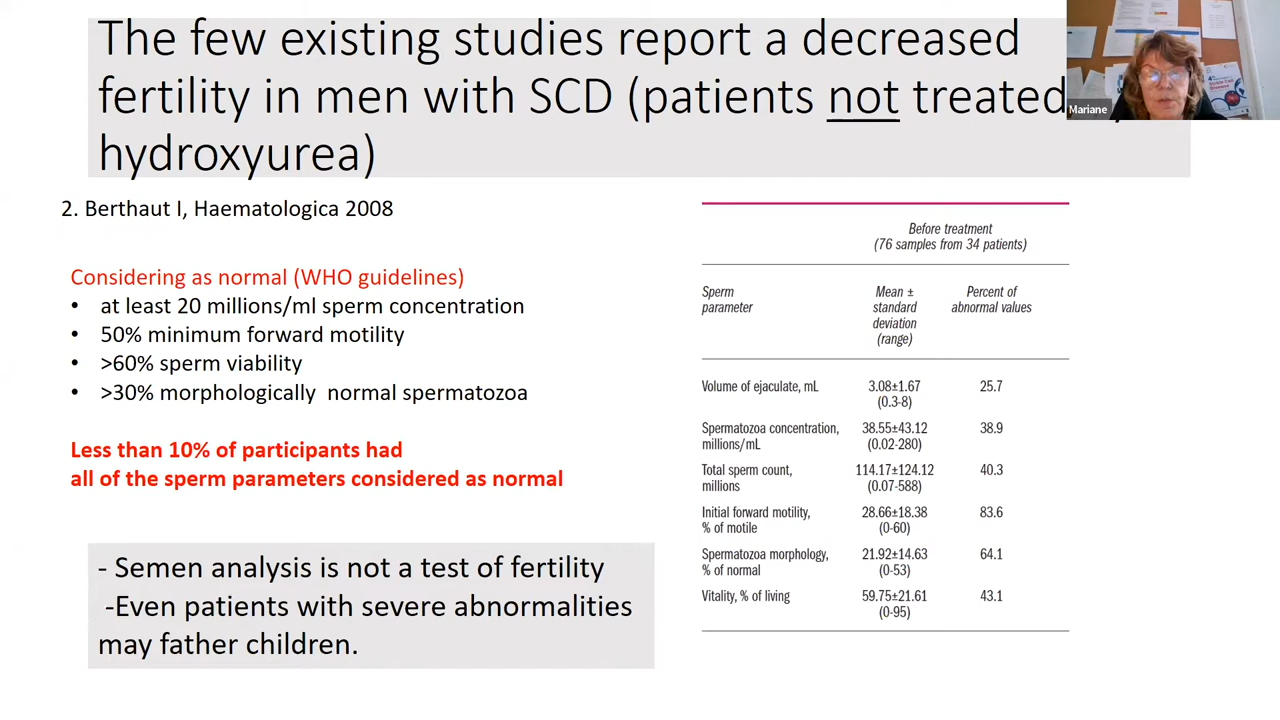 The few existing studies report a decreased
fertility in men with SCD (patients not treated
hydroxyurea)
Mariane
2. Berthaut I, Haematologica 2008
Considering as normal (WHO guidelines)
• at least 20 millions/ml sperm concentration
• 50% minimum forward motility
• >60% sperm viability
• >30% morphologically normal spermatozoa
Less than 10% of participants had
all of the sperm parameters considered as normal
- Semen analysis is not a test of fertility
-Even patients with severe abnormalities
may father children.
Before treatment
(76 samples from 34 patients)
Sperm parameter
Mean ± standard deviation (range)
Percent of abnormal values
Volume of ejaculate, mL 3.08±1.67 25.7
(0.3-8)
Spermatozoa concentration, 38.55±43.12 38.9
millions/mL (0.02-280)
Total sperm count, 114.17±124.12 40.3
millions (0.07-588)
Initial forward motility, 28.66±18.38 83.6
% of motile (0-60)
Spermatozoa morphology, 21.92±14.63 64.1
% of normal (0-53)
Vitality, % of living 59.75±21.61 43.1
(0-95)